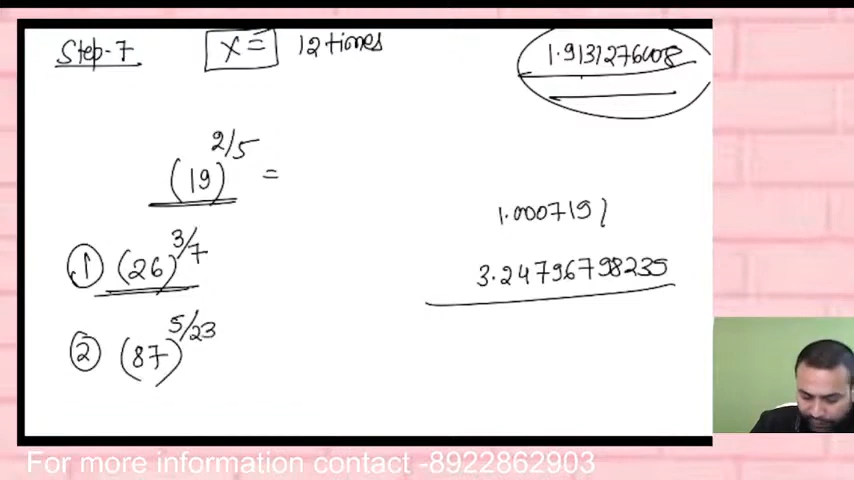 Step-7 x= 12 times 1.9131276008
(19)^2/5 =
1.0007191
① (26)^3/7
3.24796798235
② (87)^5/23
For more information contact -8922862903